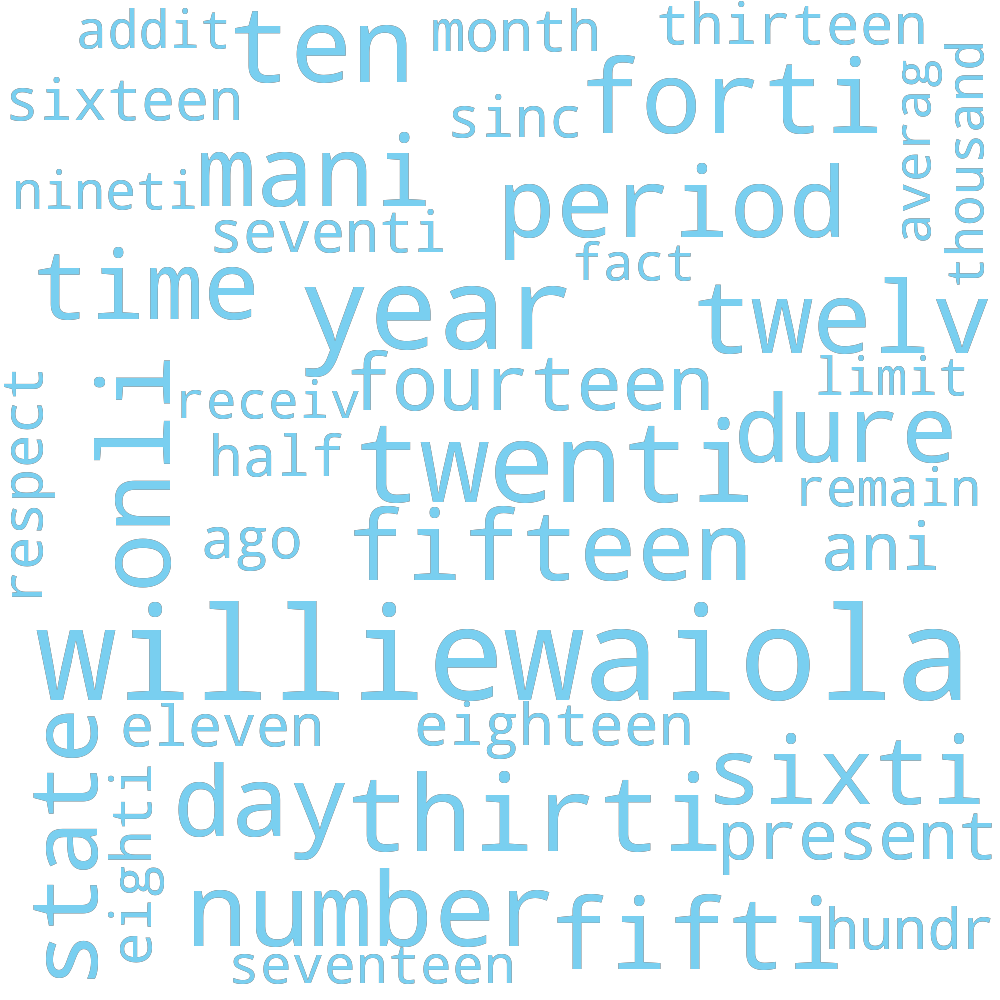 addit
ten
month
thirteen
sixteen
sinc
forti
averag
thousand
nineti
mani
seventi
period
fact
time
year
twelv
limit
respect
onli
receiv
fourteen
half
twenti
dure
remain
ago
fifteen
ani
williewaiola
state
eleven
eighteen
eighti
day
thirti
sixti
present
number
fifti
hundr
seventeen